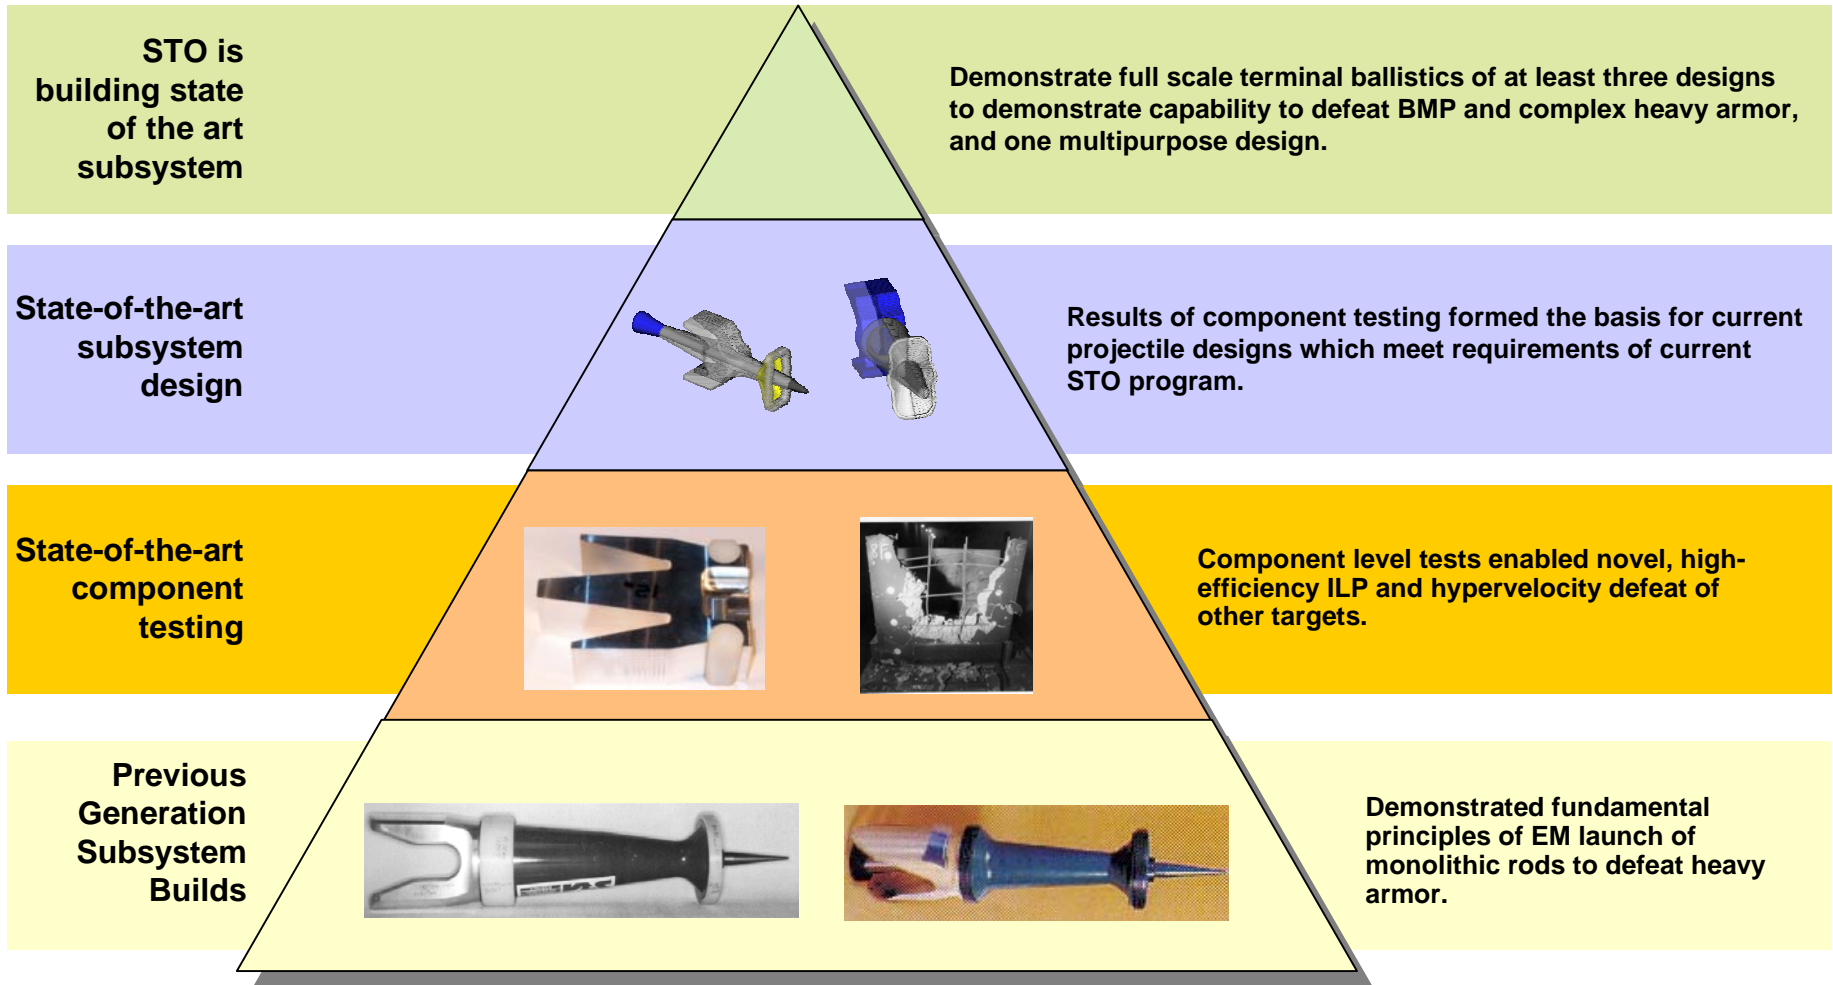 STO is
building state
of the art
subsystem
Demonstrate full scale terminal ballistics of at least three designs
to demonstrate capability to defeat BMP and complex heavy armor,
and one multipurpose design.
State-of-the-art
subsystem
design
Results of component testing formed the basis for current
projectile designs which meet requirements of current
STO program.
State-of-the-art
component
testing
Component level tests enabled novel, high-
efficiency ILP and hypervelocity defeat of
other targets.
Previous
Generation
Subsystem
Builds
Demonstrated fundamental
principles of EM launch of
monolithic rods to defeat heavy
armor.